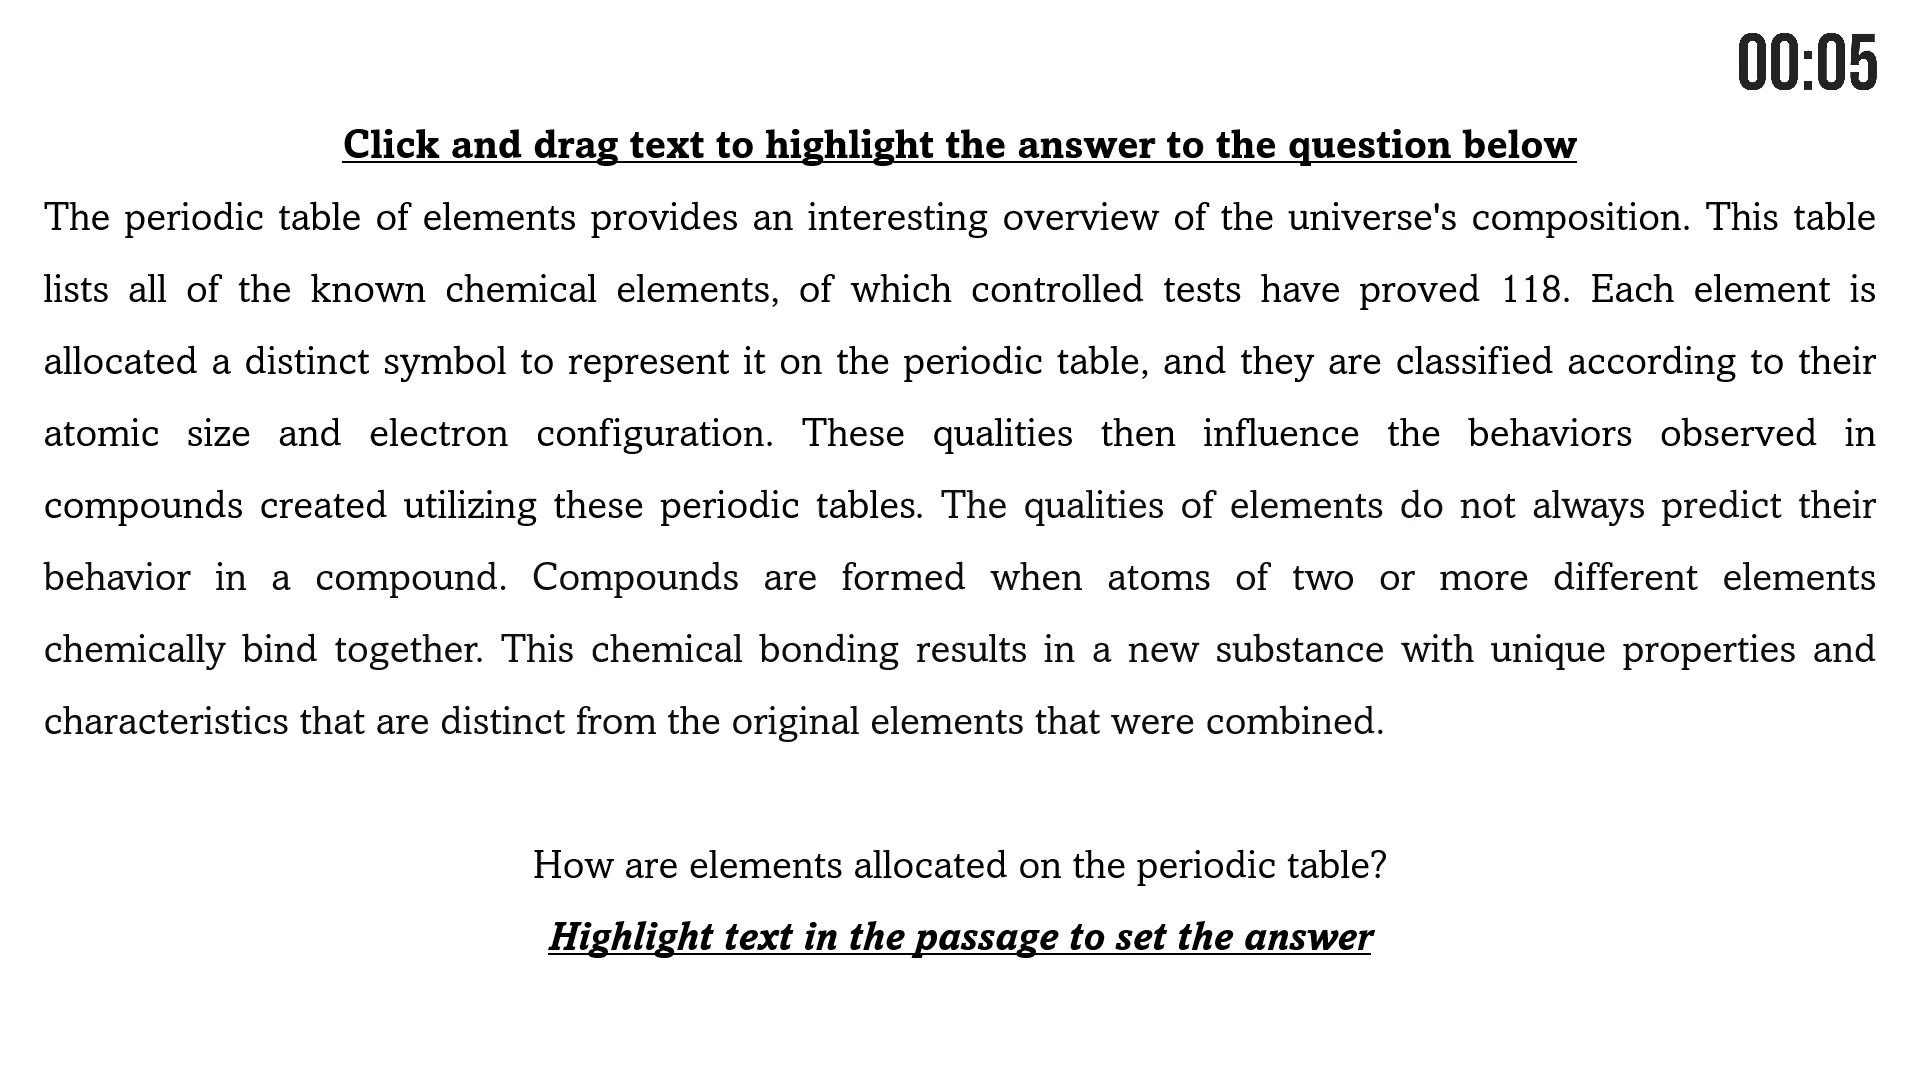 00:05
Click and drag text to highlight the answer to the question below
The periodic table of elements provides an interesting overview of the universe's composition. This table
lists all of the known chemical elements, of which controlled tests have proved 118. Each element is
allocated a distinct symbol to represent it on the periodic table, and they are classified according to their
atomic size and electron configuration. These qualities then influence the behaviors observed in
compounds created utilizing these periodic tables. The qualities of elements do not always predict their
behavior in a compound. Compounds are formed when atoms of two or more different elements
chemically bind together. This chemical bonding results in a new substance with unique properties and
characteristics that are distinct from the original elements that were combined.
How are elements allocated on the periodic table?
Highlight text in the passage to set the answer